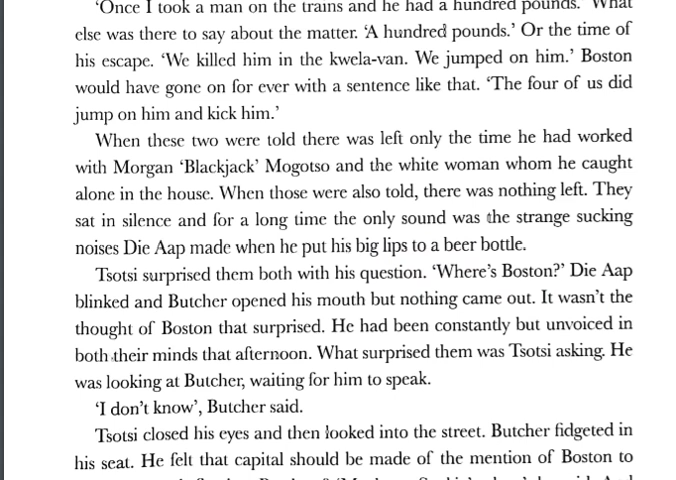 'Once I took a man on the trains and he had a hundred pounds.' What
else was there to say about the matter. 'A hundred pounds.' Or the time of
his escape. 'We killed him in the kwela-van. We jumped on him.' Boston
would have gone on for ever with a sentence like that. 'The four of us did
jump on him and kick him.'
When these two were told there was left only the time he had worked
with Morgan 'Blackjack' Mogotso and the white woman whom he caught
alone in the house. When those were also told, there was nothing left. They
sat in silence and for a long time the only sound was the strange sucking
noises Die Aap made when he put his big lips to a beer bottle.
Tsotsi surprised them both with his question. 'Where's Boston?' Die Aap
blinked and Butcher opened his mouth but nothing came out. It wasn't the
thought of Boston that surprised. He had been constantly but unvoiced in
both their minds that afternoon. What surprised them was Tsotsi asking. He
was looking at Butcher, waiting for him to speak.
'I don't know', Butcher said.
Tsotsi closed his eyes and then looked into the street. Butcher fidgeted in
his seat. He felt that capital should be made of the mention of Boston to